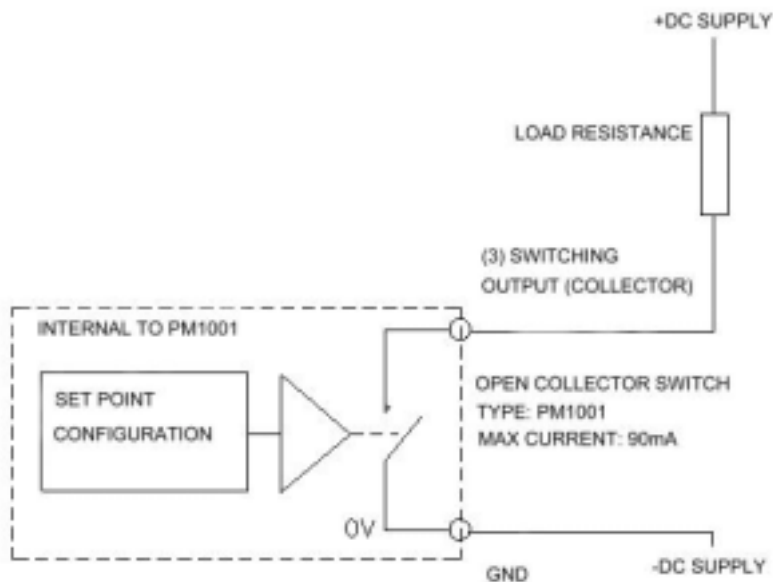 +DC SUPPLY
LOAD RESISTANCE
(3) SWITCHING
OUTPUT (COLLECTOR)
INTERNAL TO PM1001
SET POINT
CONFIGURATION
OPEN COLLECTOR SWITCH
TYPE: PM1001
MAX CURRENT: 90mA
0V
GND
-DC SUPPLY